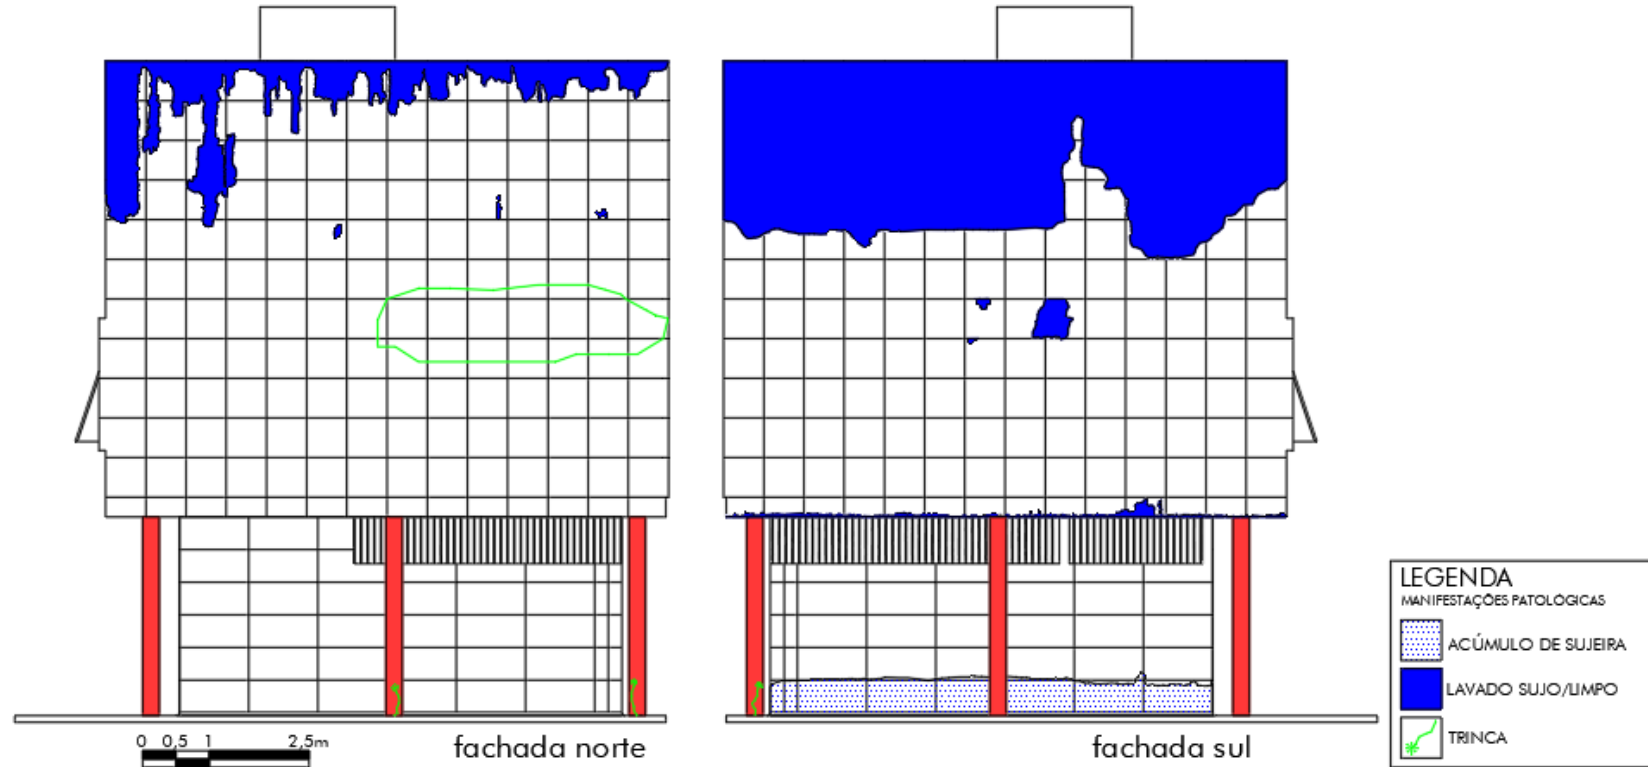 0 0,5 1 2,5m
fachada norte
fachada sul
LEGENDA
MANIFESTAÇÕES PATOLÓGICAS
ACÚMULO DE SUJEIRA
LAVADO SUJO/LIMPO
TRINCA